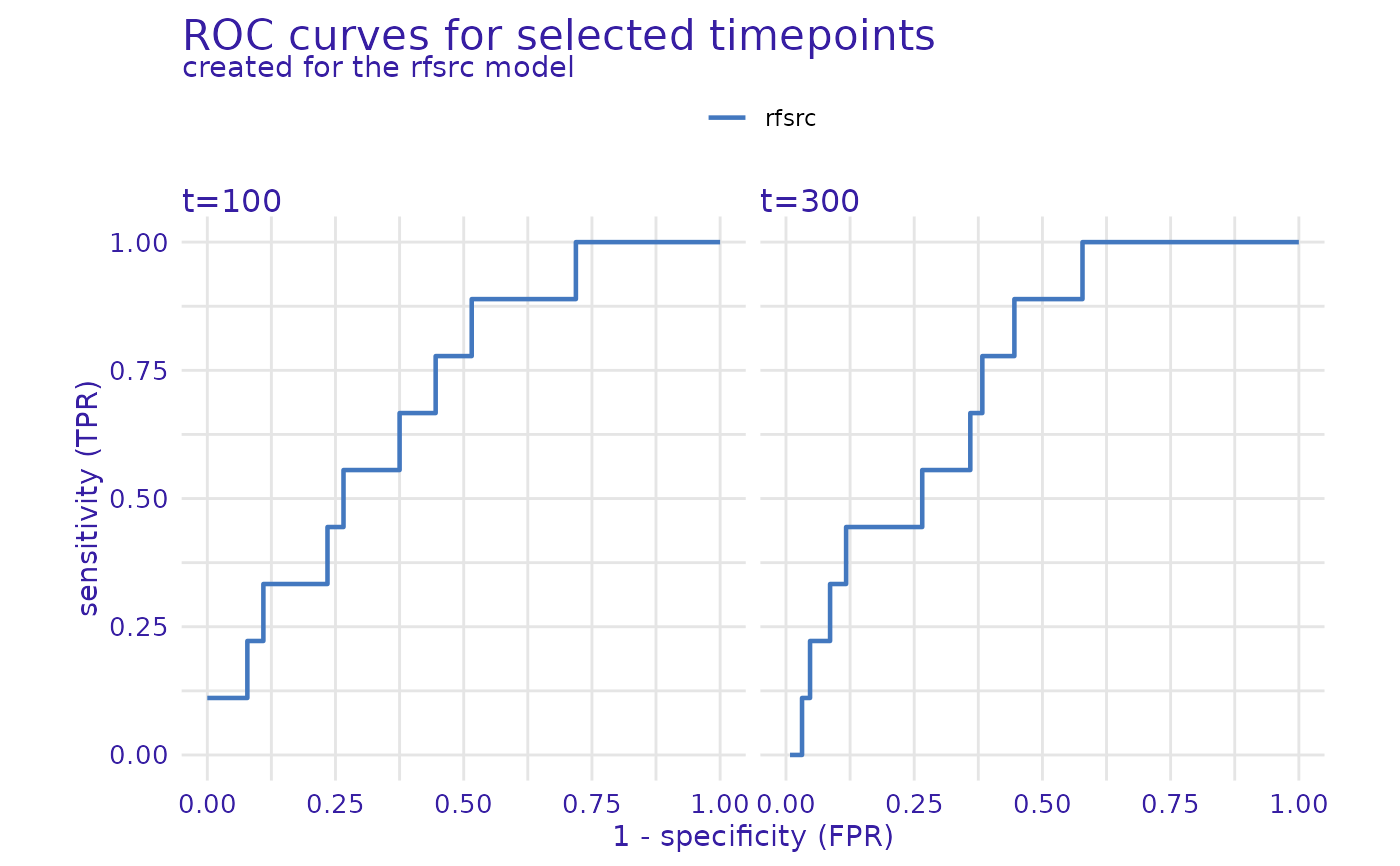 ROC curves for selected timepoints
created for the rfsrc model
rfsrc
t=100
t=300
sensitivity (TPR)
1.00
0.75
0.50
0.25
0.00
0.00 0.25 0.50 0.75 1.00 0.00 0.25 0.50 0.75 1.00
1 - specificity (FPR)